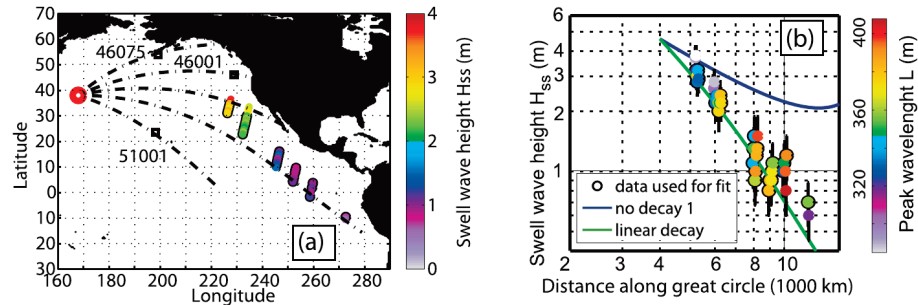 70
60
50
40
30
20
10
0
10
20
30
160 180 200 220 240 260 280
Latitude
Longitude
46075
46001
51001
(a)
4
3
2
1
0
Swell wave height Hss (m)
6
5
4
3
2
1
2 3 4 6 8 10
Swell wave height Hss (m)
Distance along great circle (1000 km)
(b)
data used for fit
no decay 1
linear decay
400
360
320
Peak wavelenght L (m)